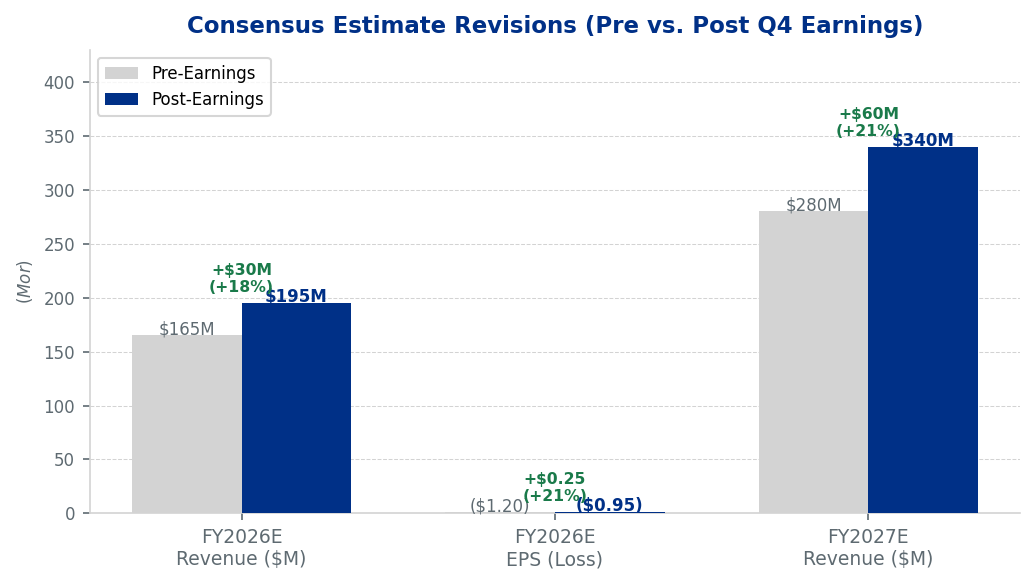 Consensus Estimate Revisions (Pre vs. Post Q4 Earnings)
Pre-Earnings
Post-Earnings
(Mor)
400
350
300
250
200
150
100
50
0
+$30M
(+18%)
$165M
$195M
+$0.25
(+21%)
($1.20)
($0.95)
+$60M
(+21%)
$280M
$340M
FY2026E
Revenue ($M)
FY2026E
EPS (Loss)
FY2027E
Revenue ($M)